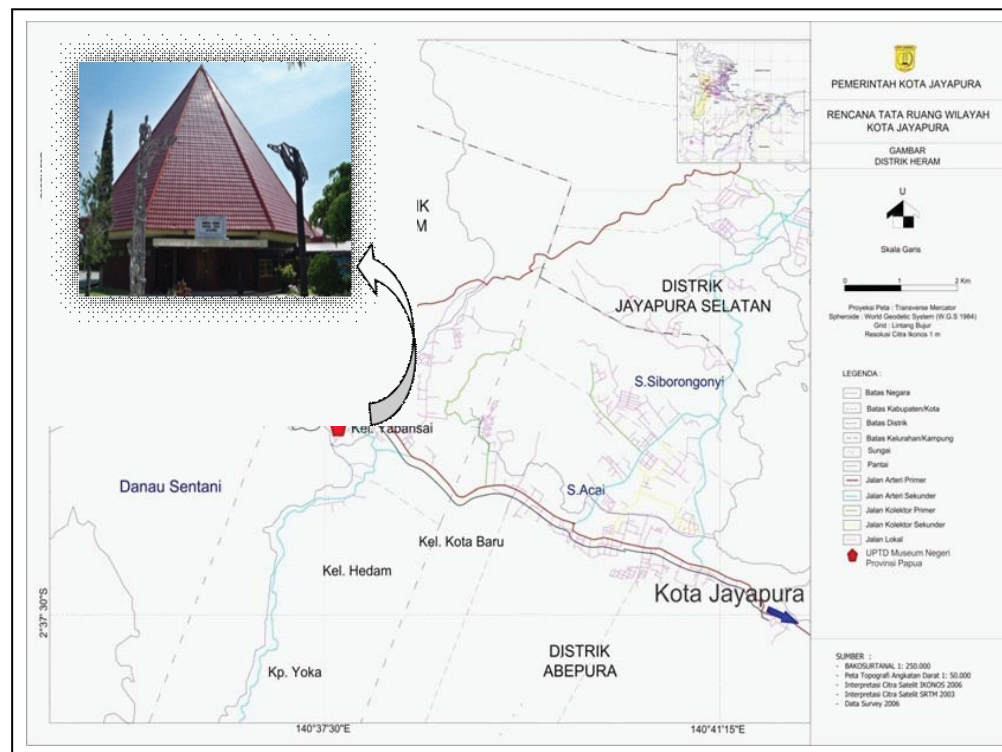 IK
M
DISTRIK
JAYAPURA SELATAN
S.Siborongonyi
Kel. Yabansai
Danau Sentani
S.Acai
Kel. Kota Baru
Kel. Hedam
Kota Jayapura
DISTRIK
ABEPURA
Kp. Yoka
2°37' 30"S
140°37'30"E
140°41'15"E
PEMERINTAH KOTA JAYAPURA
RENCANA TATA RUANG WILAYAH
KOTA JAYAPURA
GAMBAR
DISTRIK HERAM
U
Skala Garis
0 1 2 Km
Proyeksi Peta : Transverse Mercator
Spheroide : World Geodetic System (W.G.S 1984)
Grid : Lintang Bujur
Resolusi Citra Ikonos 1 m
LEGENDA :
Batas Negara
Batas Kabupaten/Kota
Batas Distrik
Batas Kelurahan/Kampung
Sungai
Pantai
Jalan Arteri Primer
Jalan Arteri Sekunder
Jalan Kolektor Primer
Jalan Kolektor Sekunder
Jalan Lokal
UPTD Museum Negeri
Provinsi Papua
SUMBER :
- BAKOSURTANAL 1: 250.000
- Peta Topografi Angkatan Darat 1: 50.000
- Interpretasi Citra Satelit IKONOS 2006
- Interpretasi Citra Satelit SRTM 2003
- Data Survey 2006